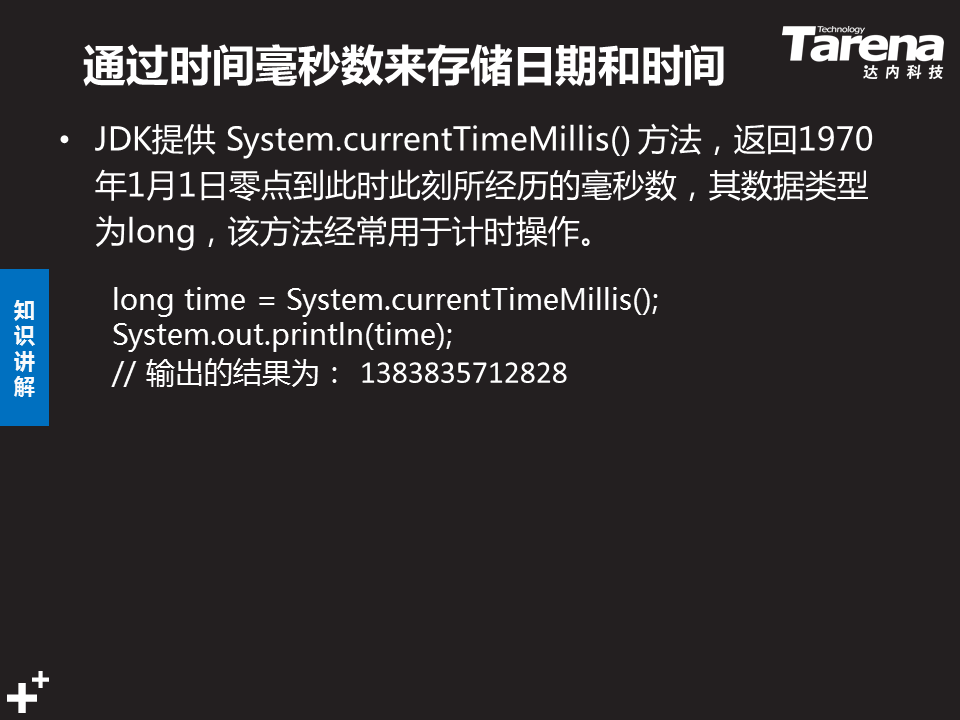 通过时间毫秒数来存储日期和时间
Technology
Tarena
达内科技
• JDK提供 System.currentTimeMillis() 方法，返回1970
年1月1日零点到此时此刻所经历的毫秒数，其数据类型
为long，该方法经常用于计时操作。
知识讲解
long time = System.currentTimeMillis();
System.out.println(time);
// 输出的结果为： 1383835712828